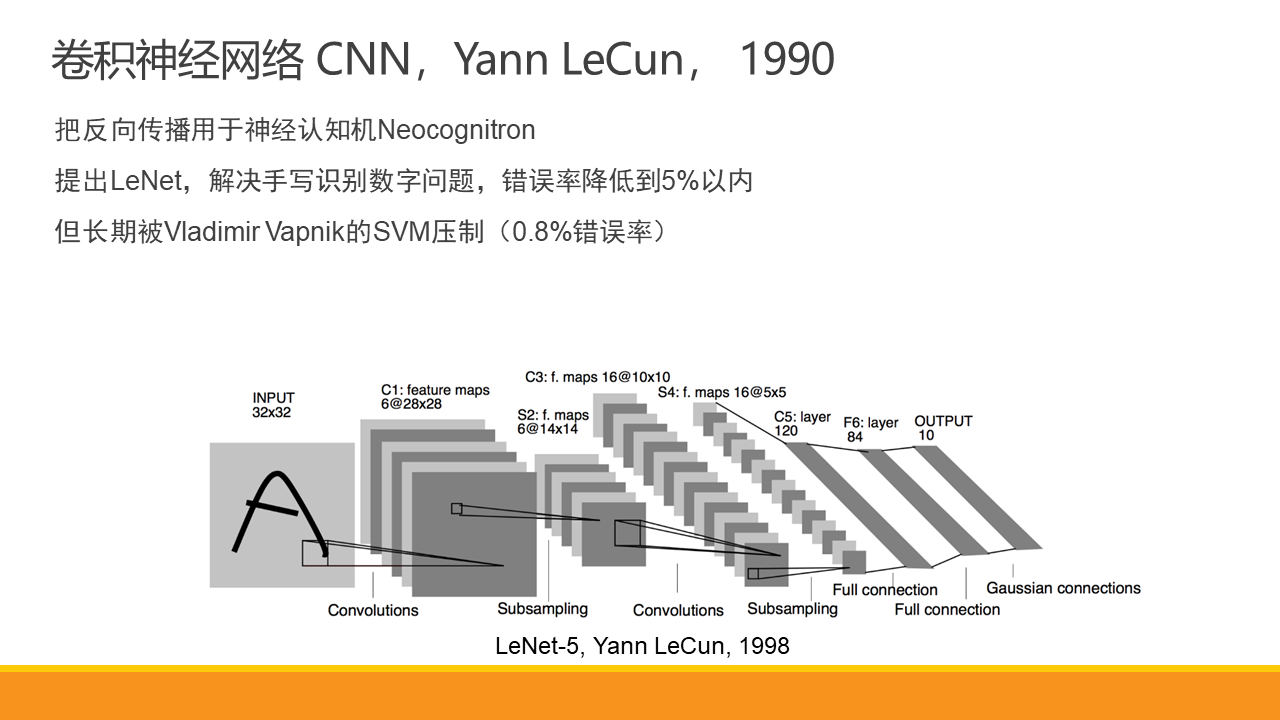 卷积神经网络 CNN，Yann LeCun， 1990
把反向传播用于神经认知机Neocognitron
提出LeNet，解决手写识别数字问题，错误率降低到5%以内
但长期被Vladimir Vapnik的SVM压制（0.8%错误率）
INPUT
32x32
C1: feature maps
6@28x28
S2: f. maps
6@14x14
C3: f. maps 16@10x10
S4: f. maps 16@5x5
C5: layer
120
F6: layer
84
OUTPUT
10
Convolutions
Subsampling
Convolutions
Subsampling
Full connection
Full connection
Gaussian connections
LeNet-5, Yann LeCun, 1998